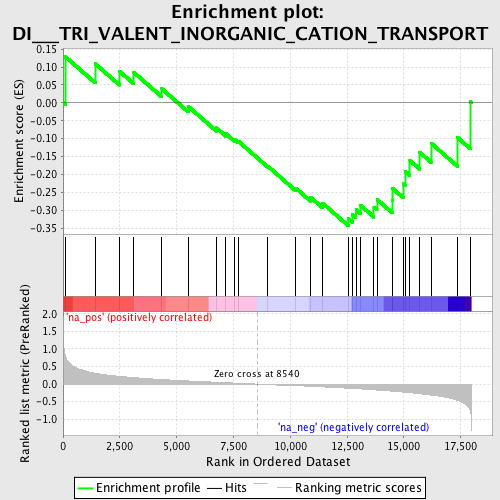 Enrichment plot:
DI___TRI_VALENT_INORGANIC_CATION_TRANSPORT
Enrichment score (ES)
0.15
0.10
0.05
0.00
-0.05
-0.10
-0.15
-0.20
-0.25
-0.30
-0.35
'na_pos' (positively correlated)
Ranked list metric (PreRanked)
2.0
1.5
1.0
0.5
0.0
-0.5
-1.0
Zero cross at 8540
'na_neg' (negatively correlated)
0 2,500 5,000 7,500 10,000 12,500 15,000 17,500
Rank in Ordered Dataset
Enrichment profile Hits Ranking metric scores